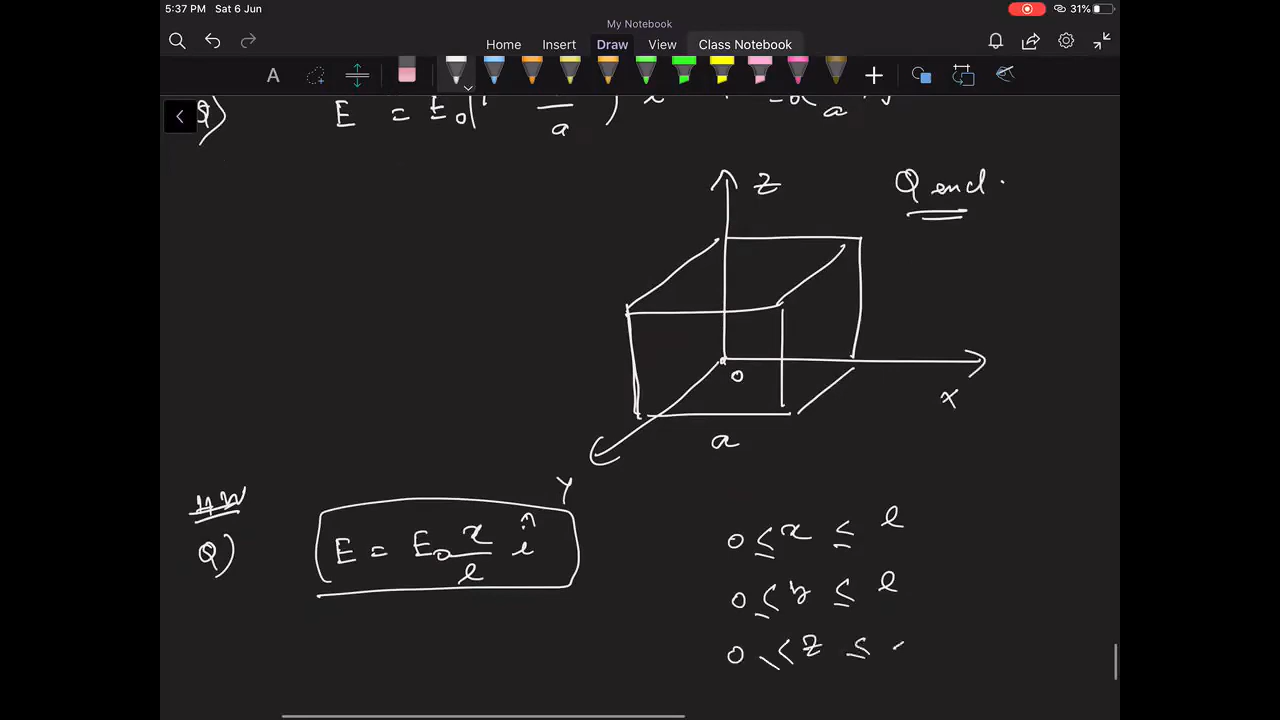 5:37 PM Sat 6 Jun
31%
My Notebook
Home Insert Draw View Class Notebook
A
Q)
E = E₀( / a )
a
Z
Q encl.
O
X
a
Y
HW
Q) E = E₀ x/l î
0 ≤ x ≤ l
0 ≤ y ≤ l
0 ≤ z ≤